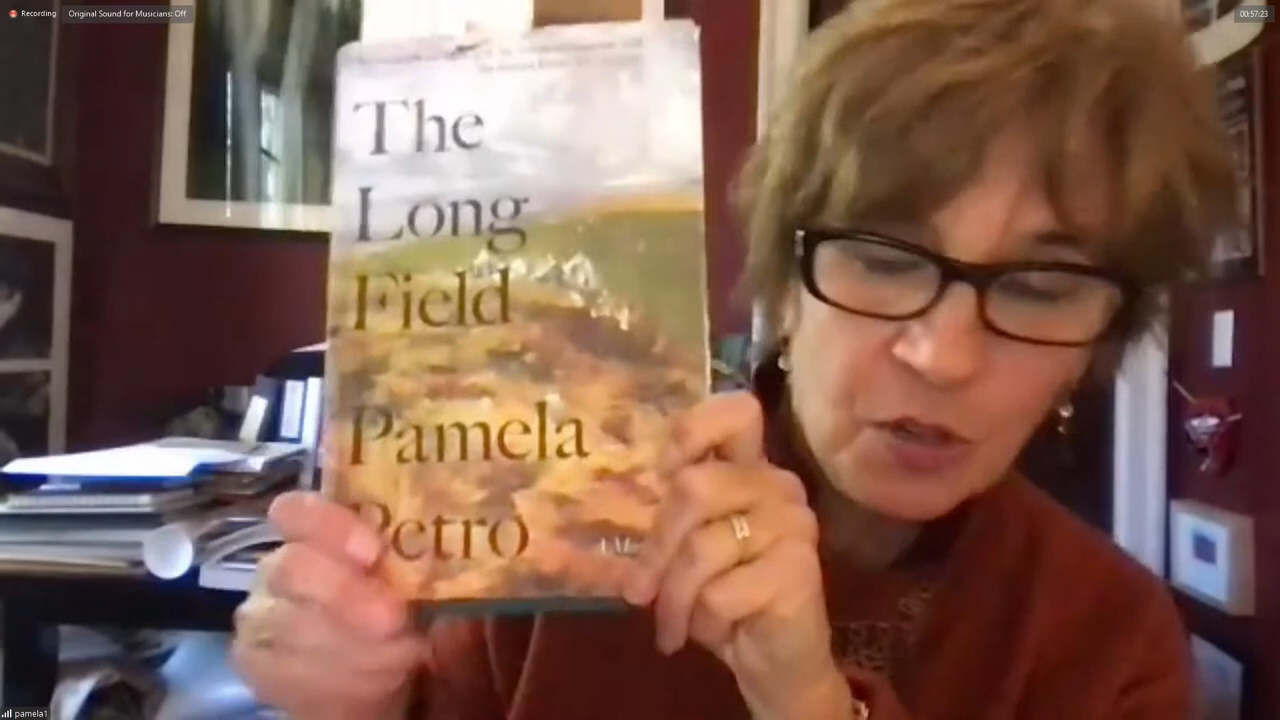 Recording
Original Sound for Musicians: Off
00:57:23
The
Long
Field
Pamela
Petro
pamela1